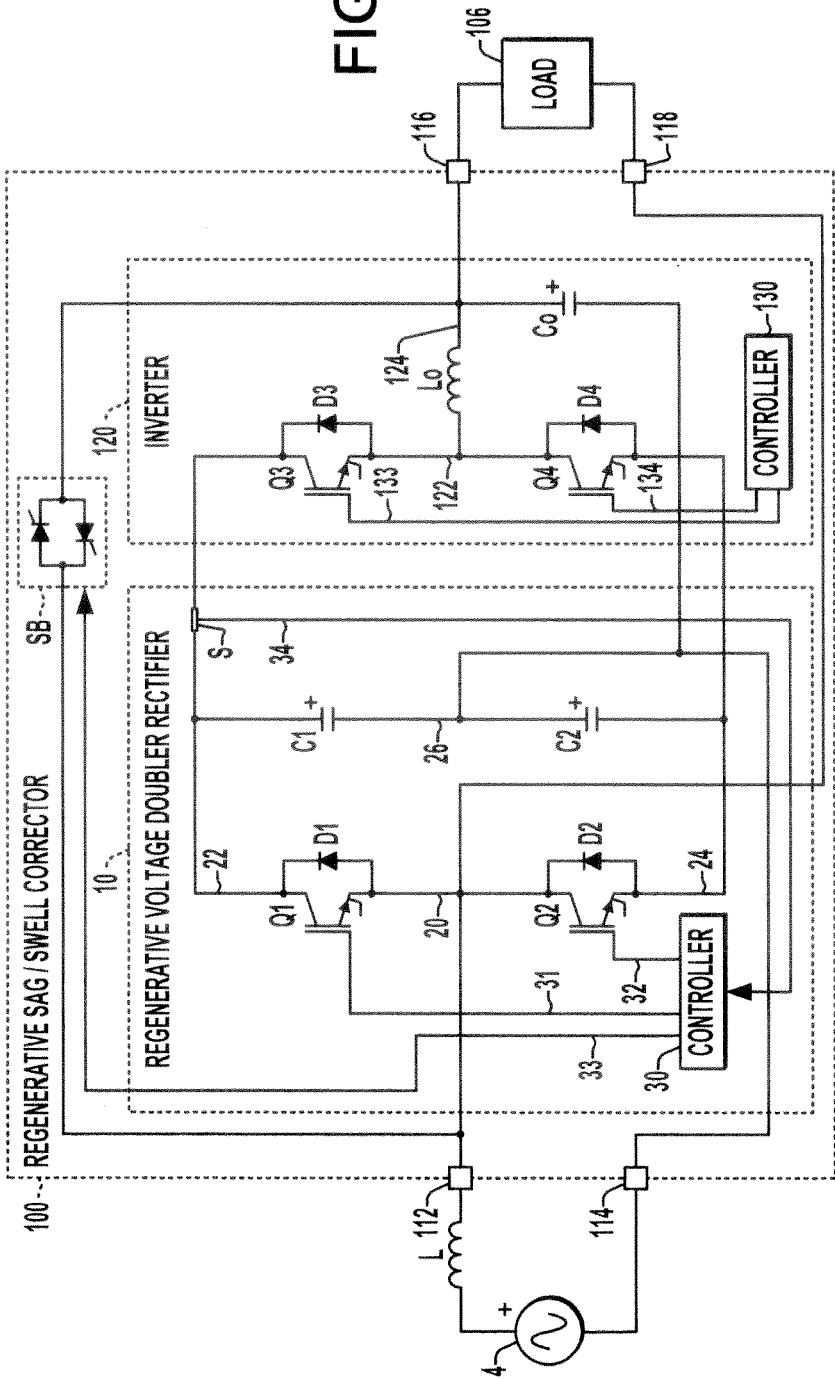 FIG
100
REGENERATIVE SAG / SWELL CORRECTOR
SB
10
REGENERATIVE VOLTAGE DOUBLER RECTIFIER
120
INVERTER
22
S
34
Q1
D1
C1
+
Q3
D3
133
20
26
122
124
Lo
Q2
D2
C2
+
Q4
D4
134
Co
+
24
31
32
33
30
CONTROLLER
130
CONTROLLER
4
+
L
112
114
116
118
106
LOAD